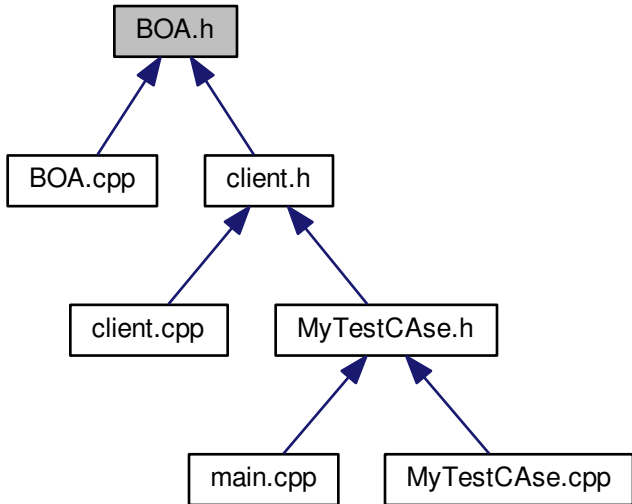 BOA.h
BOA.cpp
client.h
client.cpp
MyTestCAse.h
main.cpp
MyTestCAse.cpp